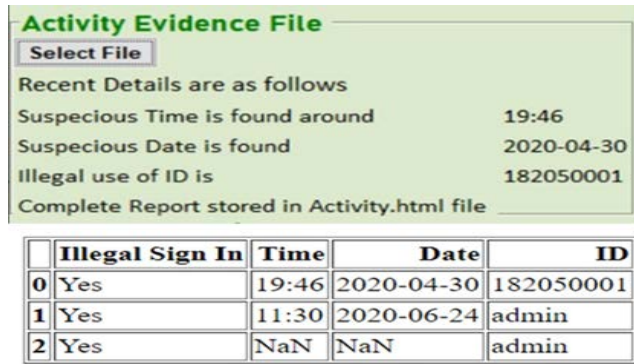 Activity Evidence File
Select File
Recent Details are as follows
Suspecious Time is found around 19:46
Suspecious Date is found 2020-04-30
Illegal use of ID is 182050001
Complete Report stored in Activity.html file
Illegal Sign In Time Date ID
0 Yes 19:46 2020-04-30 182050001
1 Yes 11:30 2020-06-24 admin
2 Yes NaN NaN admin